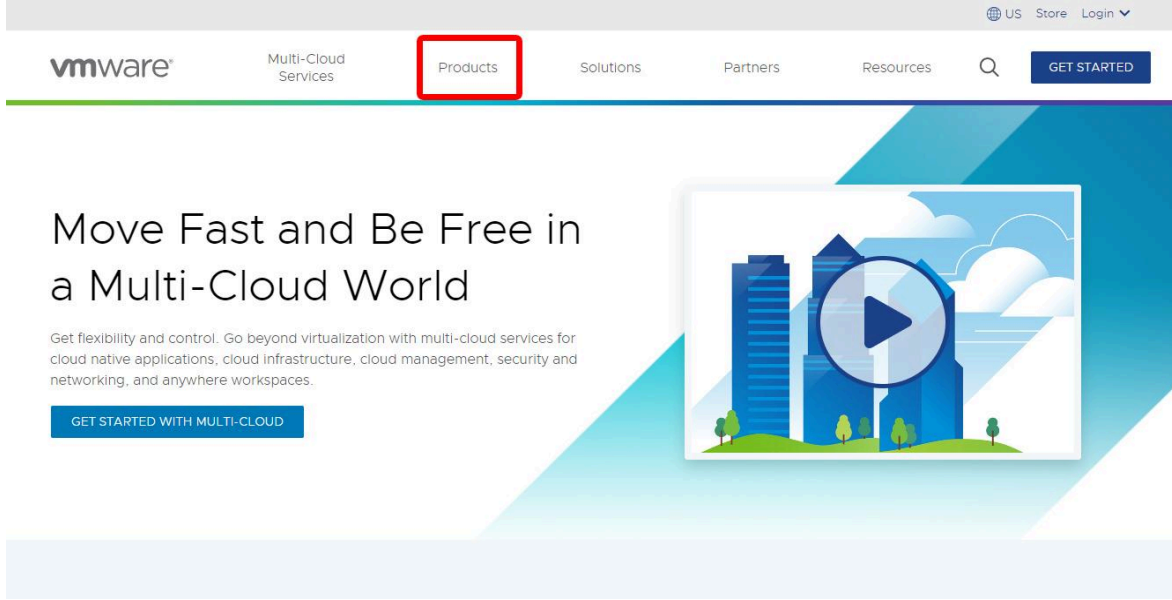 US Store Login
vmware®
Multi-Cloud
Services
Products
Solutions
Partners
Resources
GET STARTED
Move Fast and Be Free in
a Multi-Cloud World
Get flexibility and control. Go beyond virtualization with multi-cloud services for
cloud native applications, cloud infrastructure, cloud management, security and
networking, and anywhere workspaces.
GET STARTED WITH MULTI-CLOUD